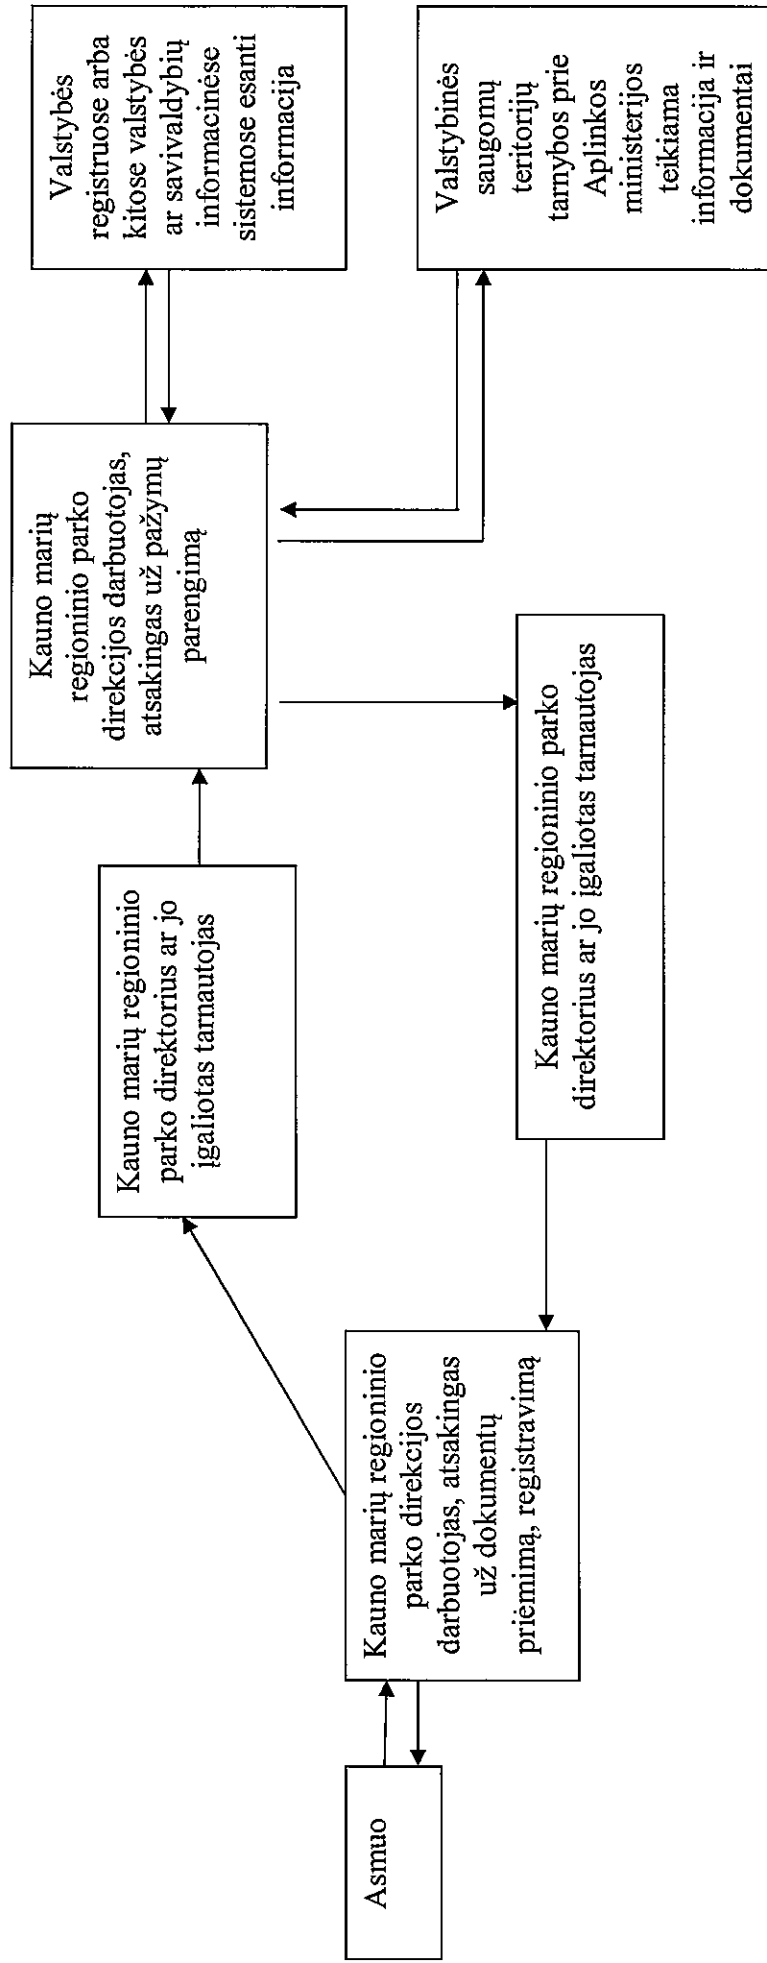 Asmuo
Kauno marių regioninio
parko direkcijos
darbuotojas, atsakingas
už dokumentų
priėmimą, registravimą
Kauno marių regioninio
parko direktorius ar jo
įgaliotas tarnautojas
Kauno marių
regioninio parko
direkcijos darbuotojas,
atsakingas už pažymų
parengimą
Kauno marių regioninio parko
direktorius ar jo įgaliotas tarnautojas
Valstybės
registruose arba
kitose valstybės
ar savivaldybių
informacinėse
sistemose esanti
informacija
Valstybinės
saugomų
teritorijų
tarnybos prie
Aplinkos
ministerijos
teikiama
informacija ir
dokumentai